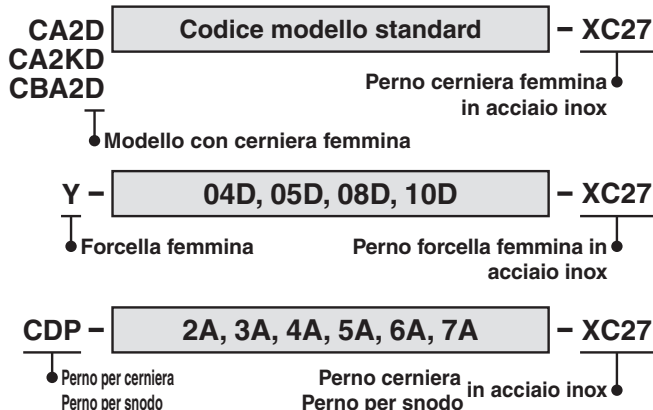 CA2D Codice modello standard – XC27
CA2KD
CBA2D
Perno cerniera femmina
in acciaio inox
Modello con cerniera femmina
Y – 04D, 05D, 08D, 10D – XC27
Forcella femmina
Perno forcella femmina in
acciaio inox
CDP – 2A, 3A, 4A, 5A, 6A, 7A – XC27
Perno per cerniera
Perno per snodo
Perno cerniera
Perno per snodo
in acciaio inox